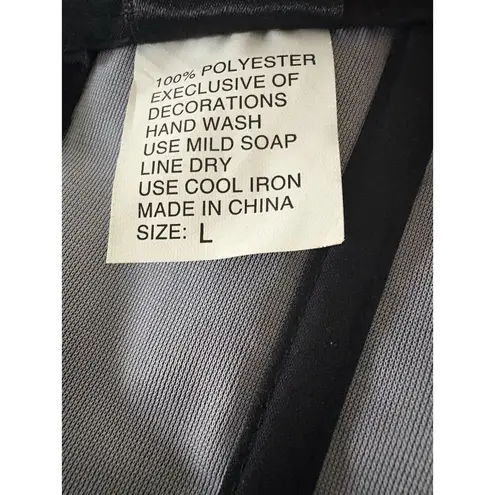 100% POLYESTER
EXECLUSIVE OF
DECORATIONS
HAND WASH
USE MILD SOAP
LINE DRY
USE COOL IRON
MADE IN CHINA
SIZE: L